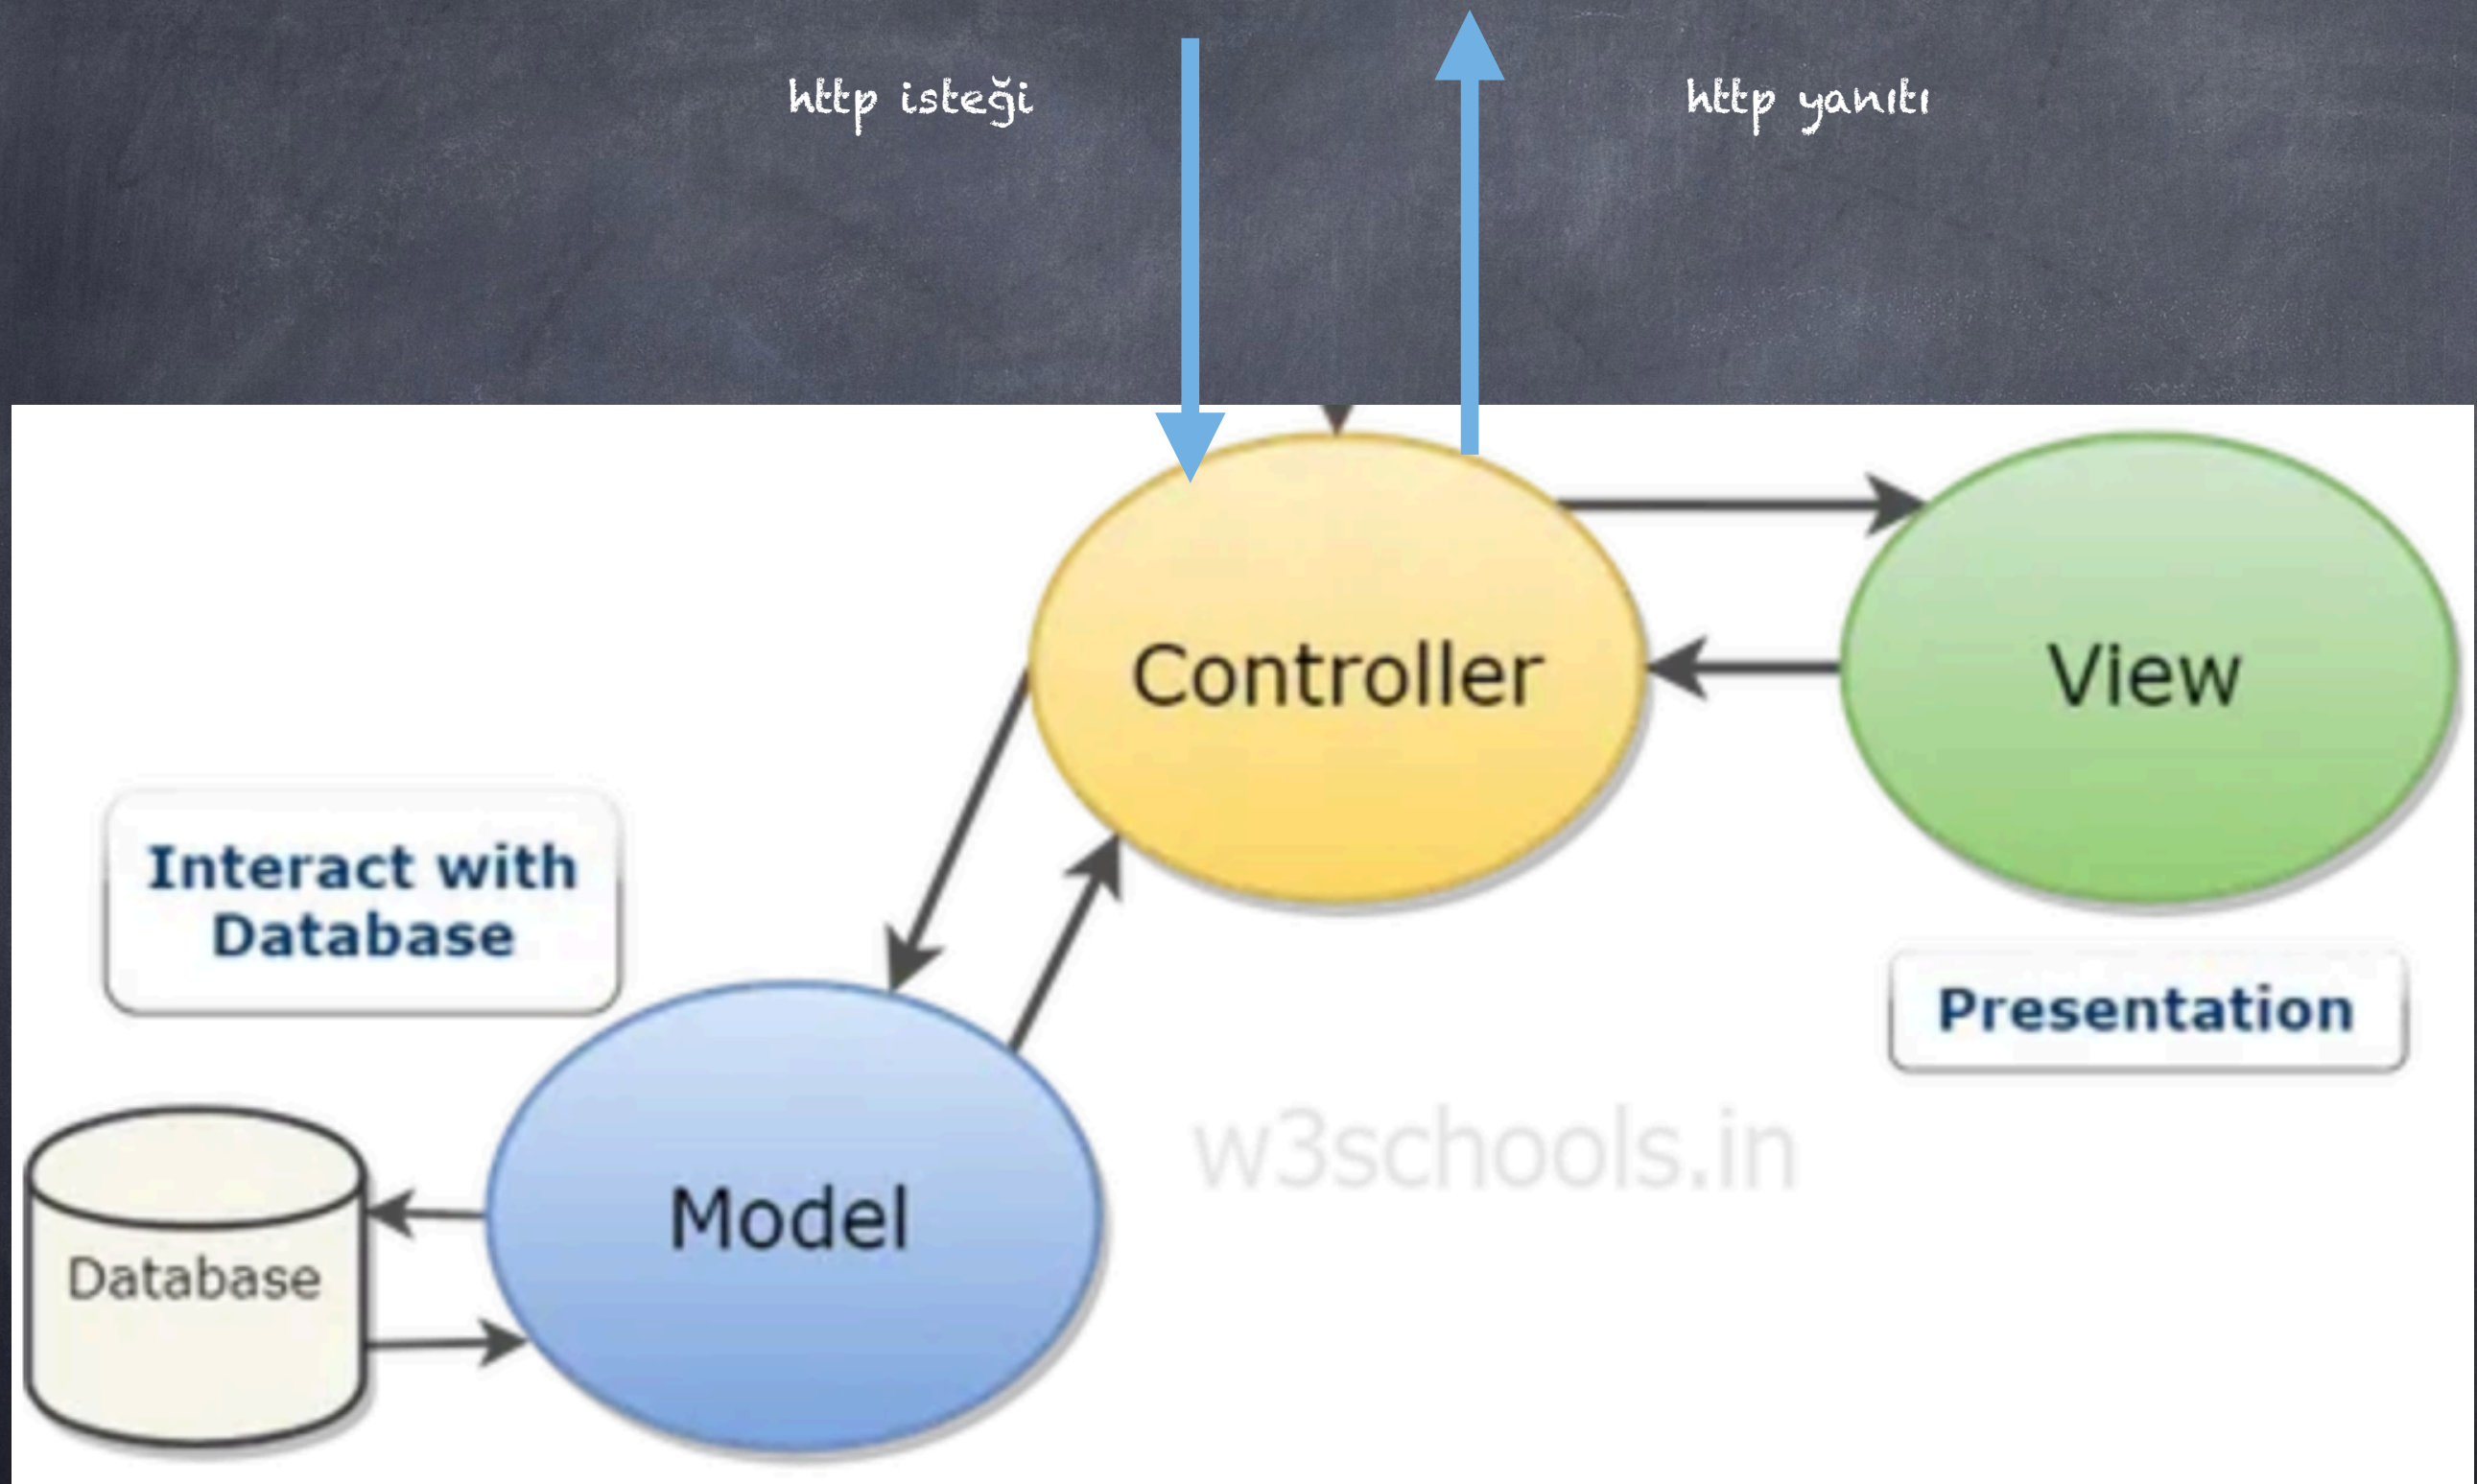 http isteği
http yanıtı
Controller
View
Interact with
Database
Presentation
w3schools.in
Model
Database